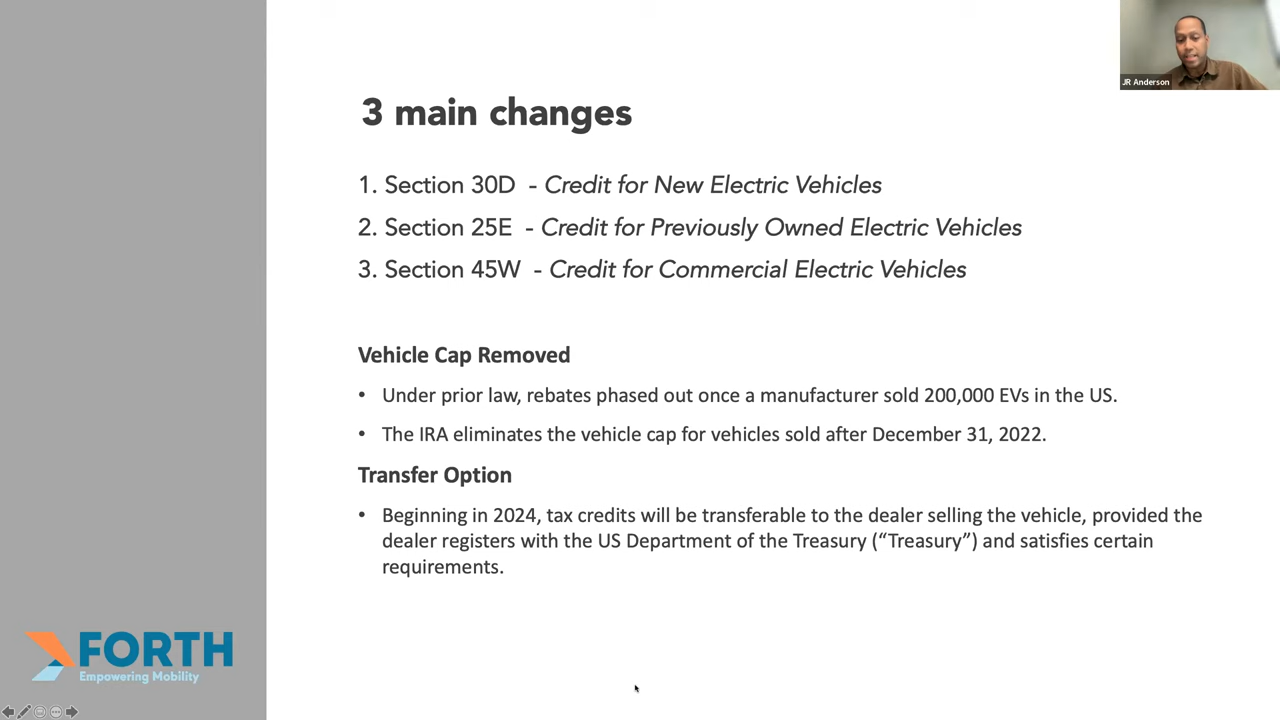 JR Anderson
3 main changes
1. Section 30D - Credit for New Electric Vehicles
2. Section 25E - Credit for Previously Owned Electric Vehicles
3. Section 45W - Credit for Commercial Electric Vehicles
Vehicle Cap Removed
• Under prior law, rebates phased out once a manufacturer sold 200,000 EVs in the US.
• The IRA eliminates the vehicle cap for vehicles sold after December 31, 2022.
Transfer Option
• Beginning in 2024, tax credits will be transferable to the dealer selling the vehicle, provided the
dealer registers with the US Department of the Treasury (“Treasury”) and satisfies certain
requirements.
FORTH
Empowering Mobility